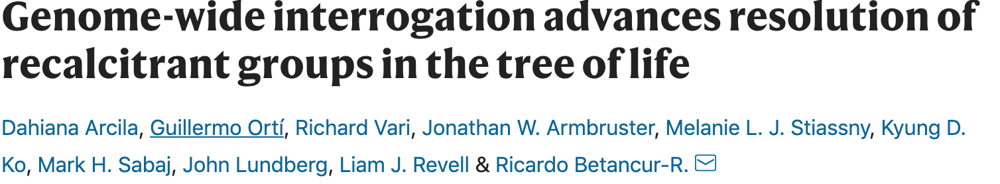 Genome-wide interrogation advances resolution of
recalcitrant groups in the tree of life
Dahiana Arcila, Guillermo Ortí, Richard Vari, Jonathan W. Armbruster, Melanie L. J. Stiassny, Kyung D.
Ko, Mark H. Sabaj, John Lundberg, Liam J. Revell & Ricardo Betancur-R.